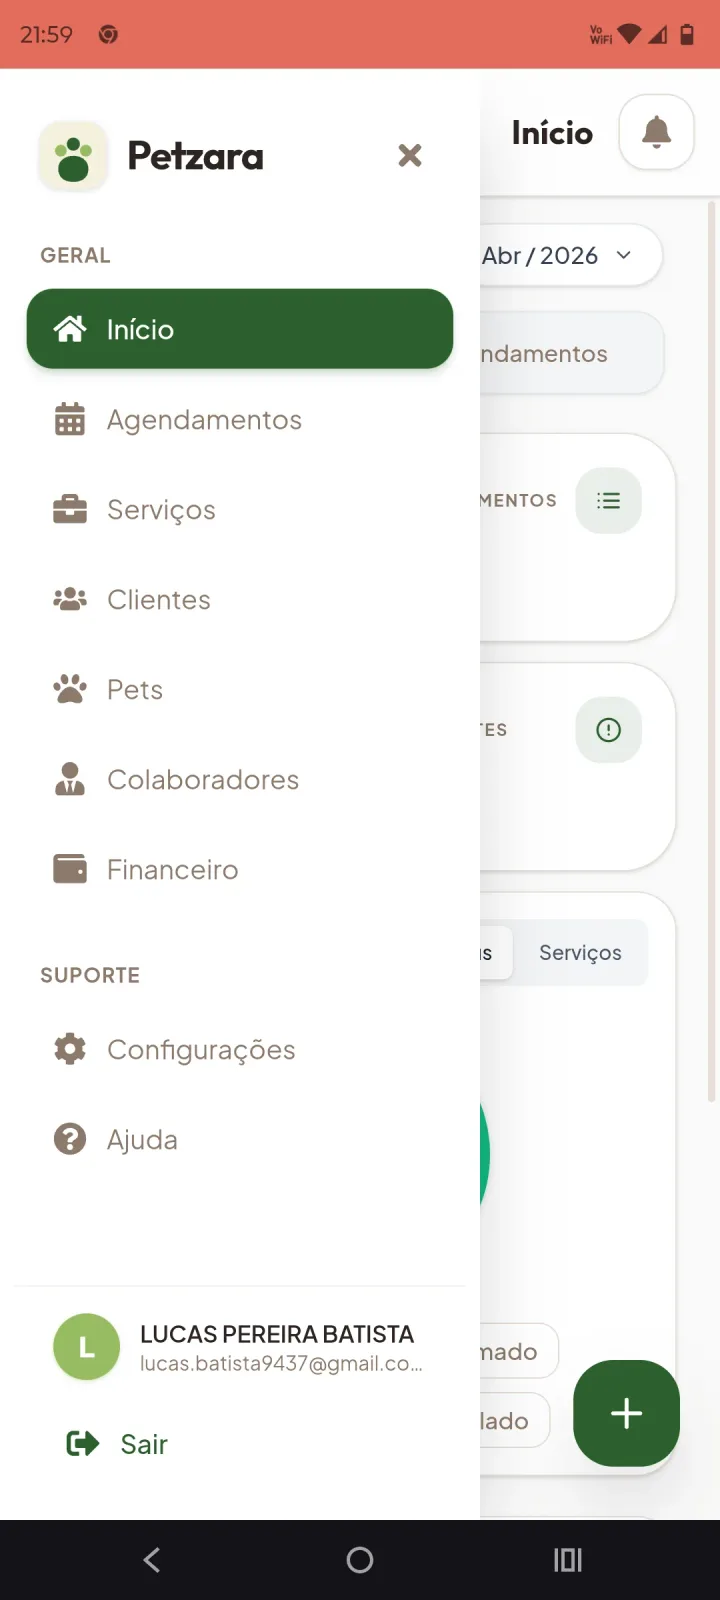 21:59
Vo
WiFi
Petzara
Início
GERAL
Abr / 2026
Início
ndamentos
Agendamentos
MENTOS
Serviços
Clientes
Pets
TES
Colaboradores
Financeiro
Serviços
SUPORTE
Configurações
Ajuda
LUCAS PEREIRA BATISTA
lucas.batista9437@gmail.co...
L
mado
lado
Sair